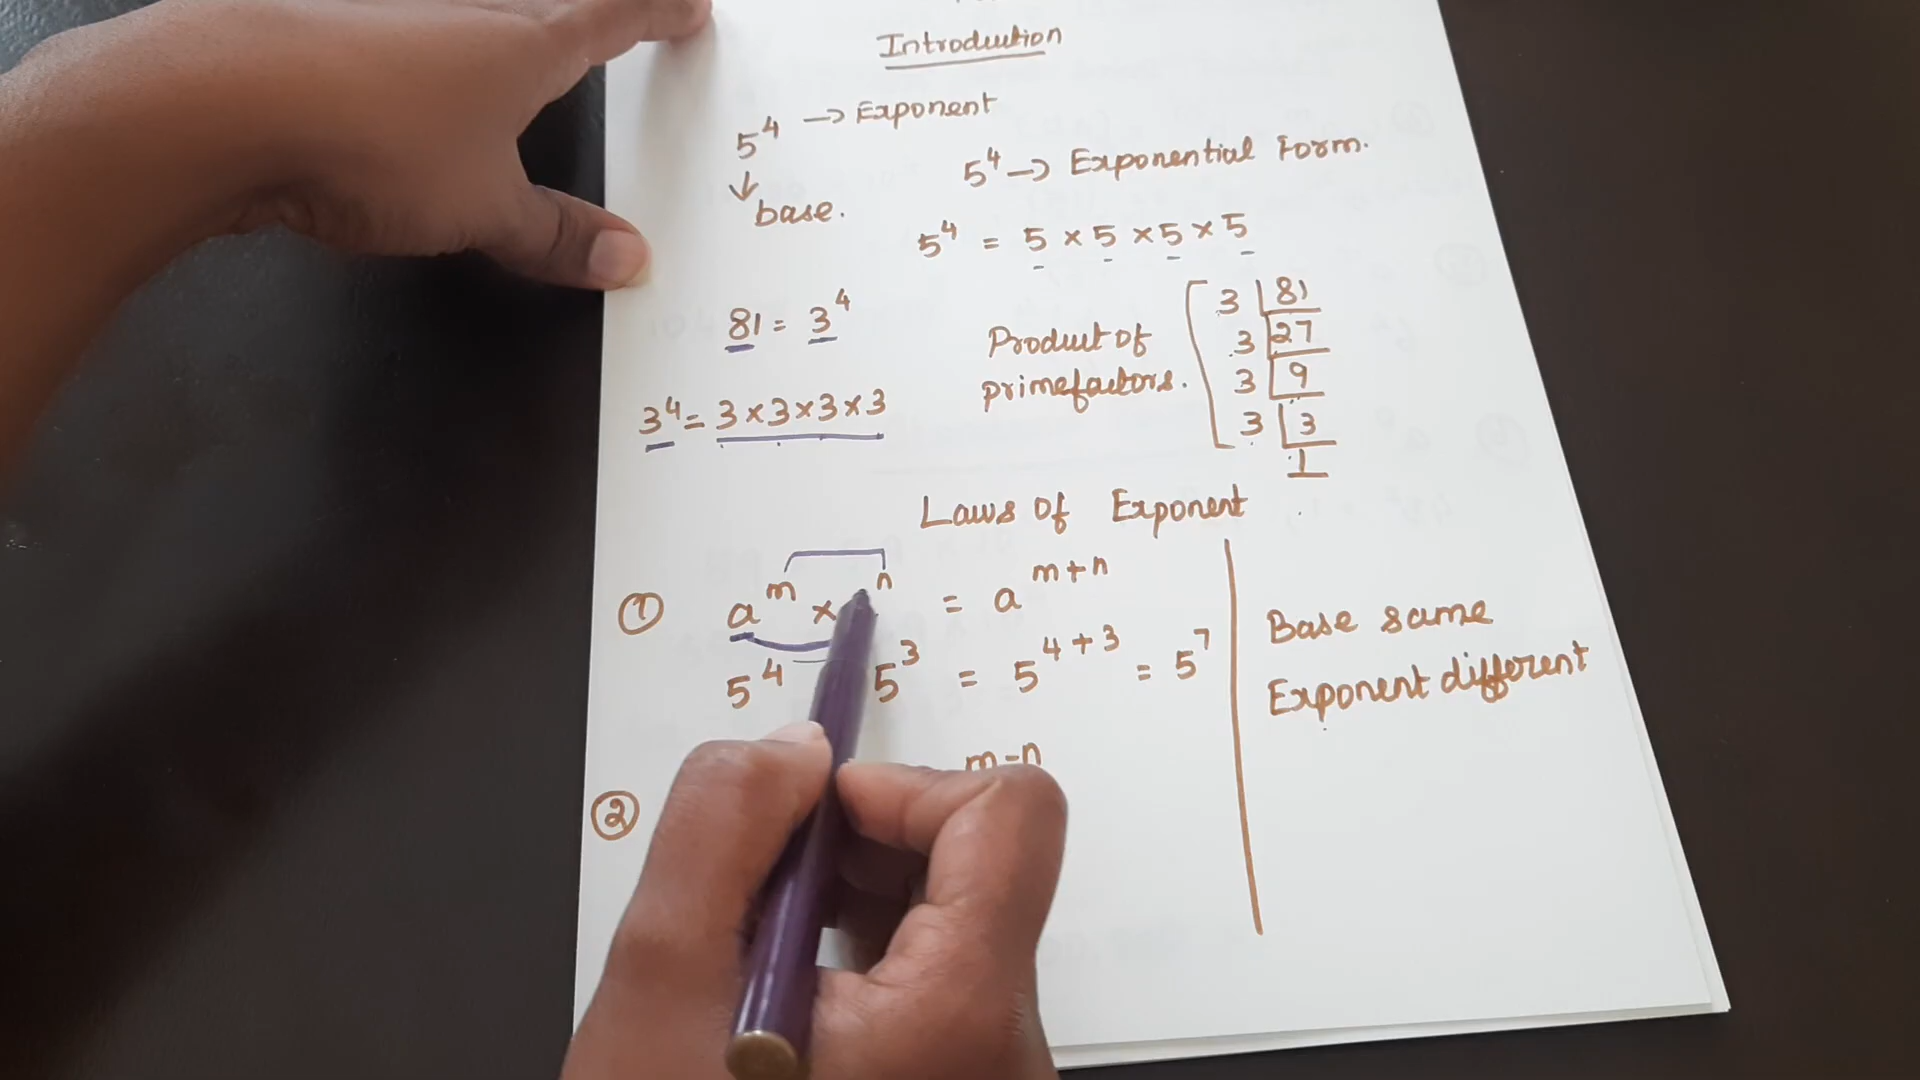 Introduction
5^4 → Exponent
↓
base.
5^4 → Exponential Form.
5^4 = 5 × 5 × 5 × 5
81 = 3^4
3^4 = 3 × 3 × 3 × 3
Product of
primefactors.
3 | 81
3 | 27
3 | 9
3 | 3
1
Laws of Exponent
① a^m × ^n = a^m+n
5^4 5^3 = 5^4+3 = 5^7
Base same
Exponent different
② m-n